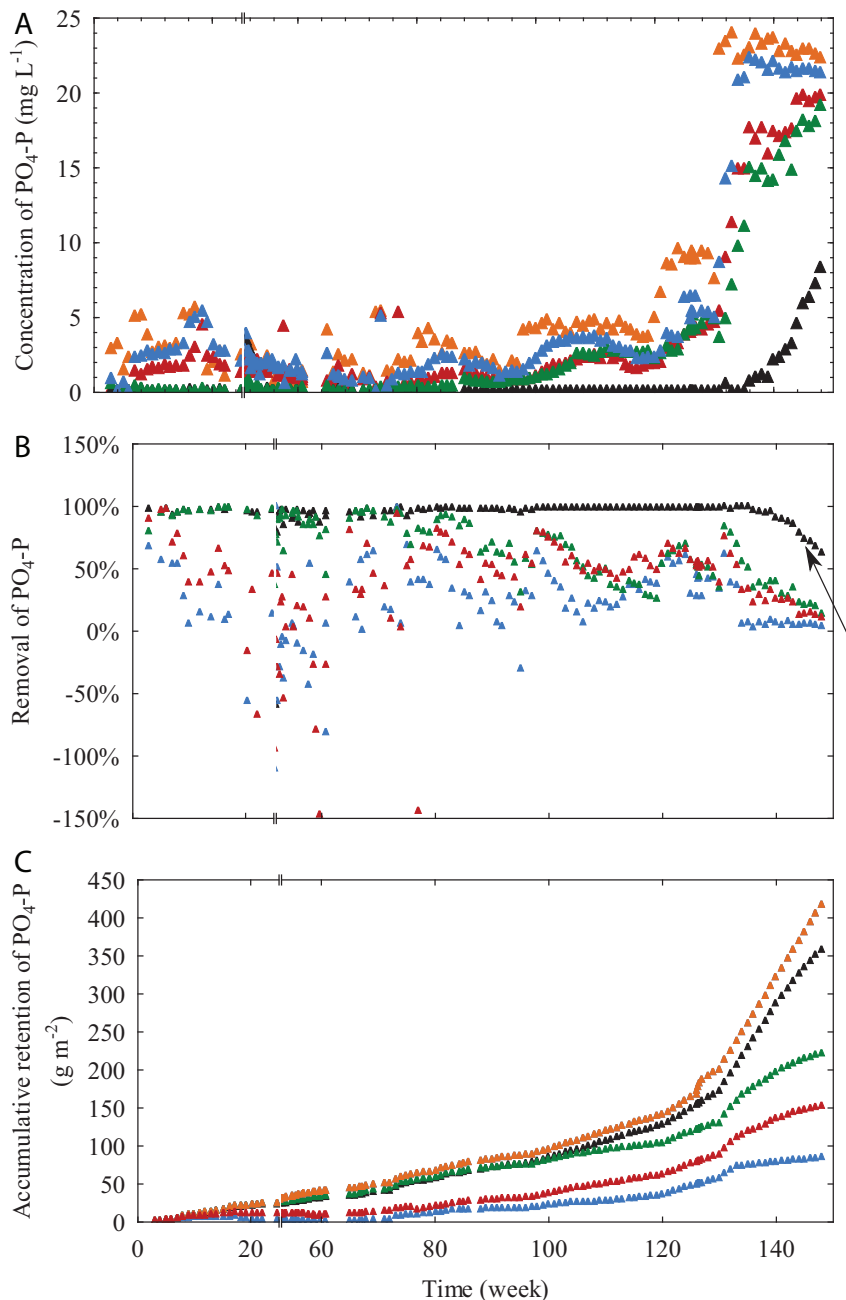 A
Concentration of PO₄-P (mg L⁻¹)
25
20
15
10
5
0
B
Removal of PO₄-P
150%
100%
50%
0%
-50%
-100%
-150%
C
Accumulative retention of PO₄-P
(g m⁻²)
450
400
350
300
250
200
150
100
50
0
0 20 60 80 100 120 140
Time (week)